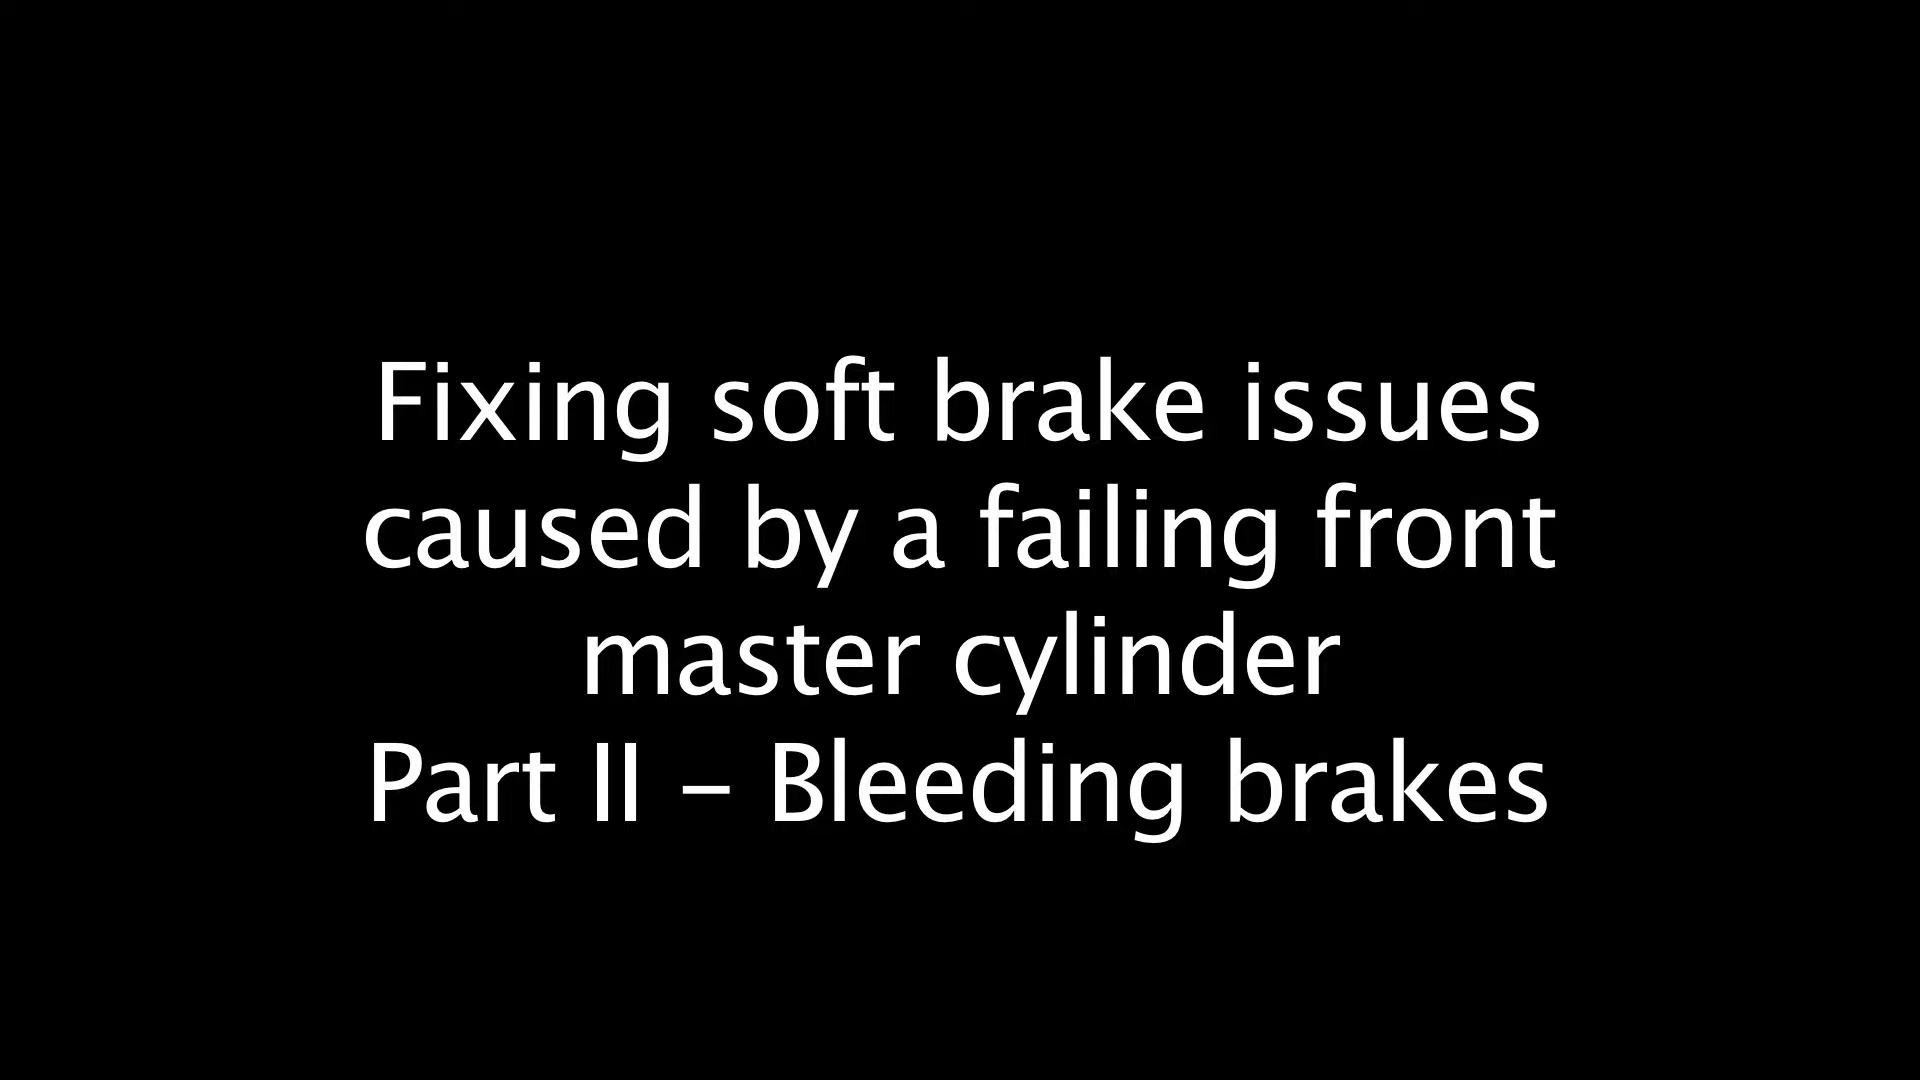 Fixing soft brake issues
caused by a failing front
master cylinder
Part II - Bleeding brakes